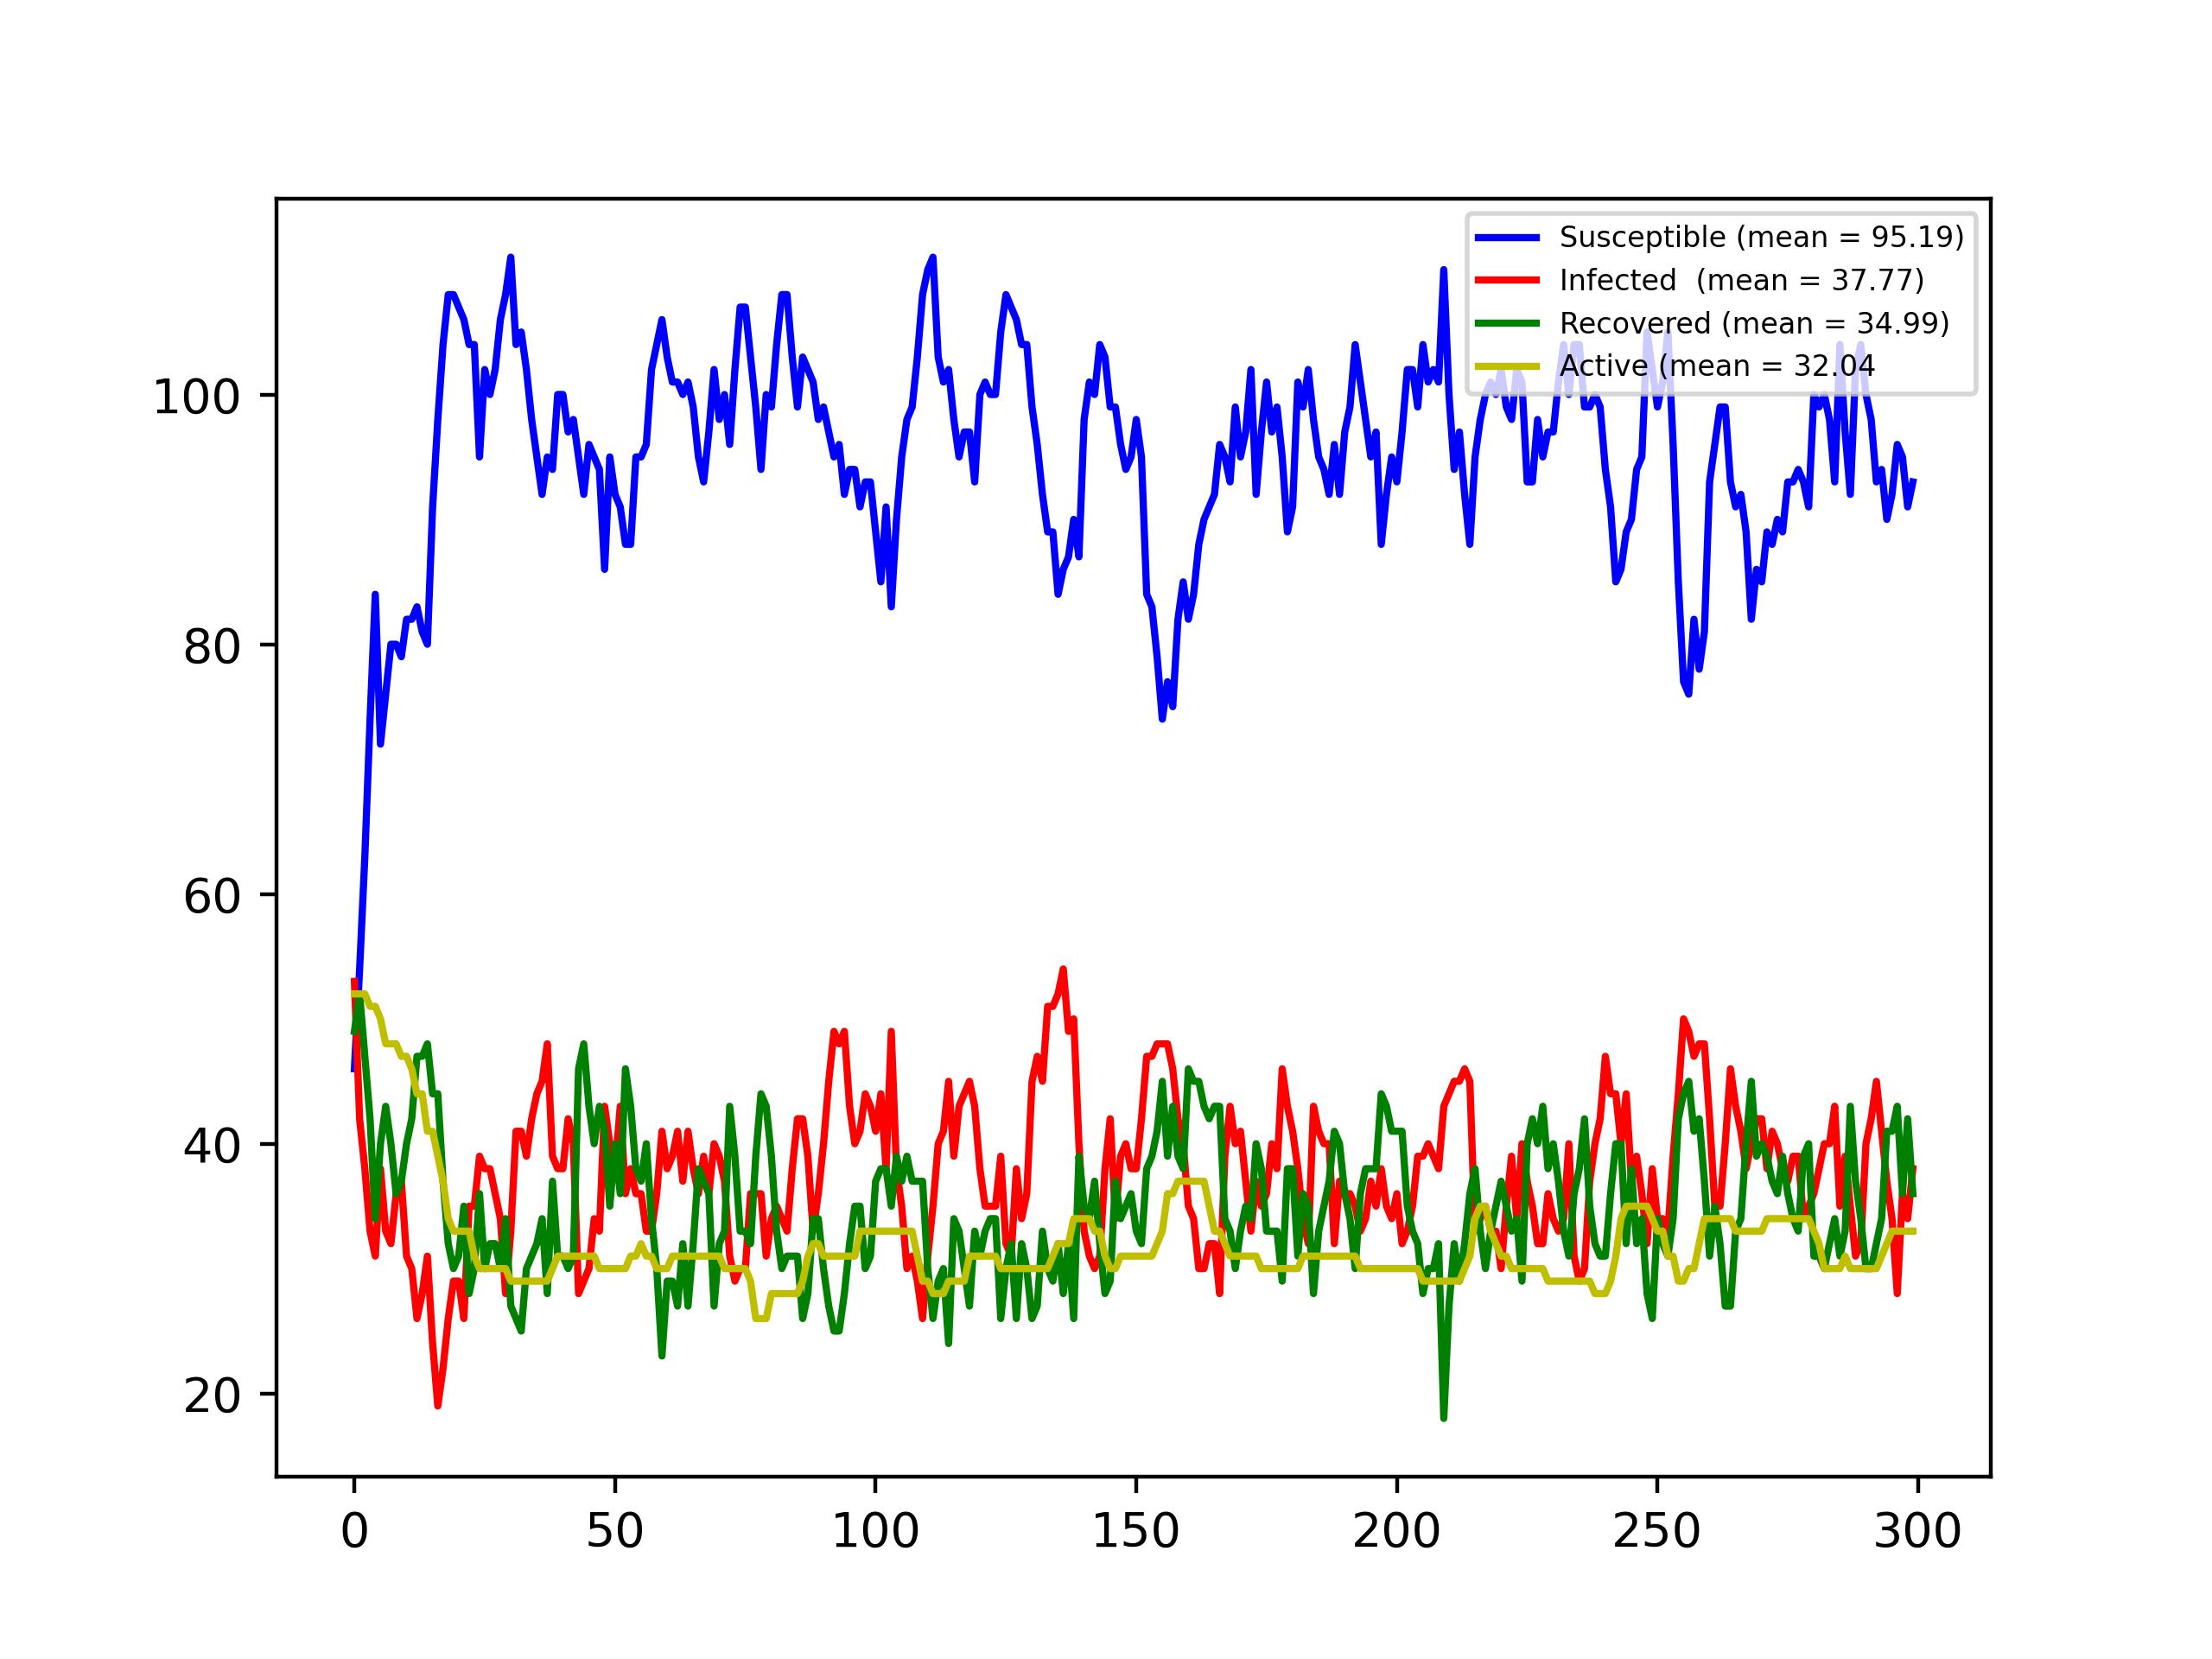 Susceptible (mean = 95.19)
Infected  (mean = 37.77)
Recovered (mean = 34.99)
Active (mean = 32.04
100
80
60
40
20
0 50 100 150 200 250 300